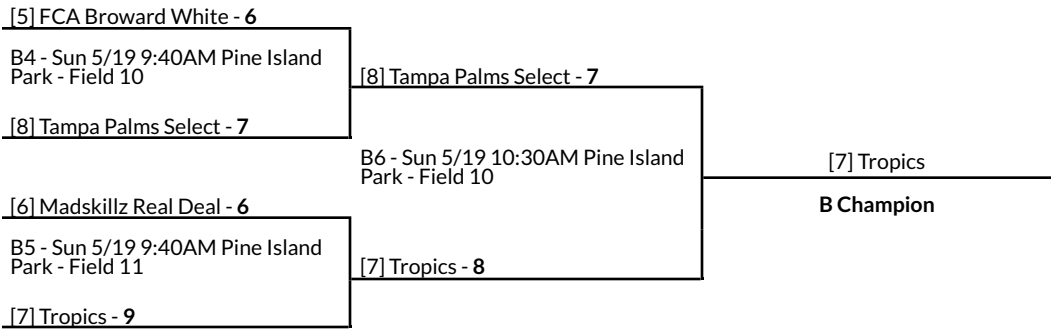 [5] FCA Broward White - 6
B4 - Sun 5/19 9:40AM Pine Island
Park - Field 10
[8] Tampa Palms Select - 7
[8] Tampa Palms Select - 7
B6 - Sun 5/19 10:30AM Pine Island
Park - Field 10
[7] Tropics
B Champion
[6] Madskillz Real Deal - 6
B5 - Sun 5/19 9:40AM Pine Island
Park - Field 11
[7] Tropics - 8
[7] Tropics - 9